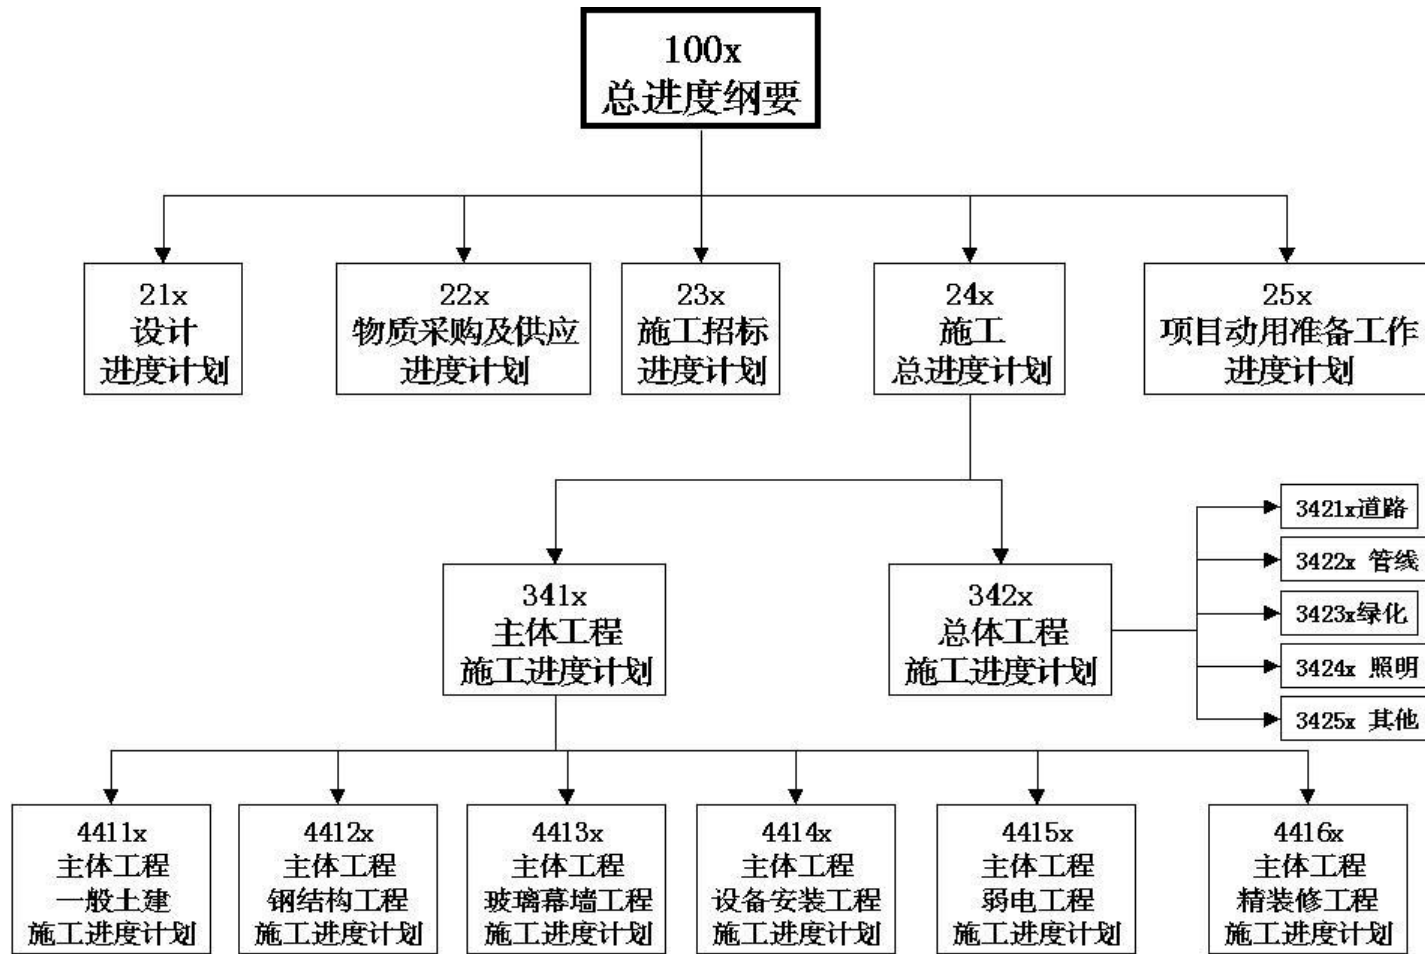 100x
总进度纲要
21x
设计
进度计划
22x
物质采购及供应
进度计划
23x
施工招标
进度计划
24x
施工
总进度计划
25x
项目动用准备工作
进度计划
341x
主体工程
施工进度计划
342x
总体工程
施工进度计划
3421x道路
3422x 管线
3423x绿化
3424x 照明
3425x 其他
4411x
主体工程
一般土建
施工进度计划
4412x
主体工程
钢结构工程
施工进度计划
4413x
主体工程
玻璃幕墙工程
施工进度计划
4414x
主体工程
设备安装工程
施工进度计划
4415x
主体工程
弱电工程
施工进度计划
4416x
主体工程
精装修工程
施工进度计划